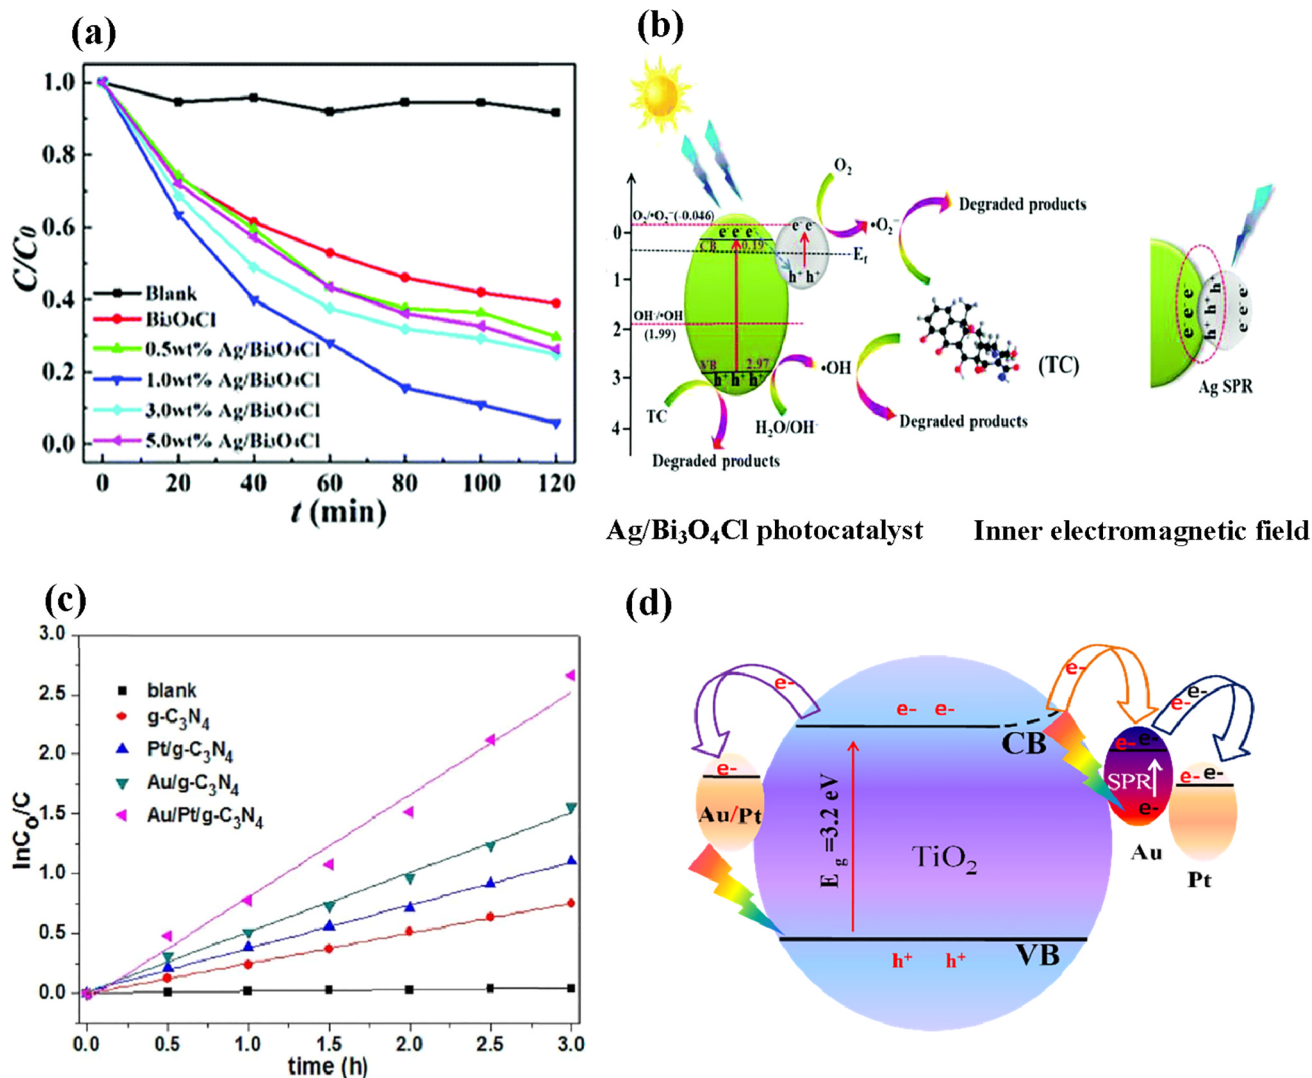 (a)
C/C0
1.0
0.8
0.6
0.4
0.2
0.0
Blank
Bi₃O₄Cl
0.5wt% Ag/Bi₃O₄Cl
1.0wt% Ag/Bi₃O₄Cl
3.0wt% Ag/Bi₃O₄Cl
5.0wt% Ag/Bi₃O₄Cl
0 20 40 60 80 100 120
t (min)
(b)
O₂
O₂/•O₂⁻(-0.046)
•O₂⁻
Degraded products
0
1
2
3
4
e⁻ e⁻ e⁻
e⁻ e⁻
CB 0.19
E_f
h⁺ h⁺
OH⁻/•OH
(1.99)
VB 2.97
h⁺ h⁺ h⁺
•OH
(TC)
TC
H₂O/OH⁻
Degraded products
Degraded products
e⁻ e⁻ e⁻
h⁺ h⁺ h⁺
e⁻ e⁻ e⁻
Ag SPR
Ag/Bi₃O₄Cl photocatalyst
Inner electromagnetic field
(c)
lnC₀/C
3.0
2.5
2.0
1.5
1.0
0.5
0.0
blank
g-C₃N₄
Pt/g-C₃N₄
Au/g-C₃N₄
Au/Pt/g-C₃N₄
0.0 0.5 1.0 1.5 2.0 2.5 3.0
time (h)
(d)
e-
e-
e- e-
e- e-
CB
e-
Au/Pt
E_g =3.2 eV
TiO₂
e- e-
SPR
e-
e- e-
Au
Pt
VB
h⁺ h⁺